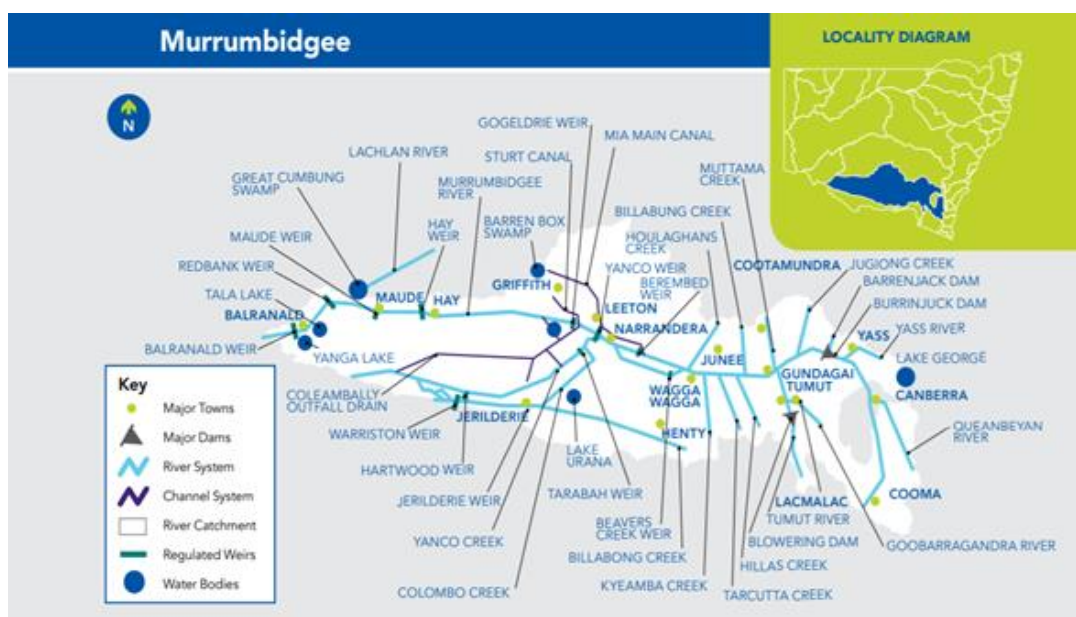 Murrumbidgee
LOCALITY DIAGRAM
N
GOGELDRIE WEIR
MIA MAIN CANAL
LACHLAN RIVER
STURT CANAL
MUTTAMA
CREEK
GREAT CUMBUNG
SWAMP
MURRUMBIDGEE
RIVER
BILLABUNG CREEK
HAY
WEIR
BARREN BOX
SWAMP
HOULAGHANS
CREEK
MAUDE WEIR
YANCO WEIR
COOTAMUNDRA
JUGIONG CREEK
REDBANK WEIR
BEREMBED
WEIR
BARRENJACK DAM
GRIFFITH
TALA LAKE
MAUDE
HAY
LEETON
BURRINJUCK DAM
BALRANALD
NARRANDERA
YASS
YASS RIVER
BALRANALD WEIR
YANGA LAKE
JUNEE
GUNDAGAI
LAKE GEORGE
TUMUT
Key
COLEAMBALLY
OUTFALL DRAIN
WAGGA
WAGGA
CANBERRA
Major Towns
JERILDERIE
WARRISTON WEIR
HENTY
QUEANBEYAN
RIVER
Major Dams
LAKE
URANA
River System
HARTWOOD WEIR
Channel System
JERILDERIE WEIR
TARABAH WEIR
LACMALAC
COOMA
River Catchment
TUMUT RIVER
YANCO CREEK
BEAVERS
CREEK WEIR
BLOWERING DAM
GOOBARRAGANDRA RIVER
Regulated Weirs
BILLABONG CREEK
HILLAS CREEK
Water Bodies
COLOMBO CREEK
KYEAMBA CREEK
TARCUTTA CREEK